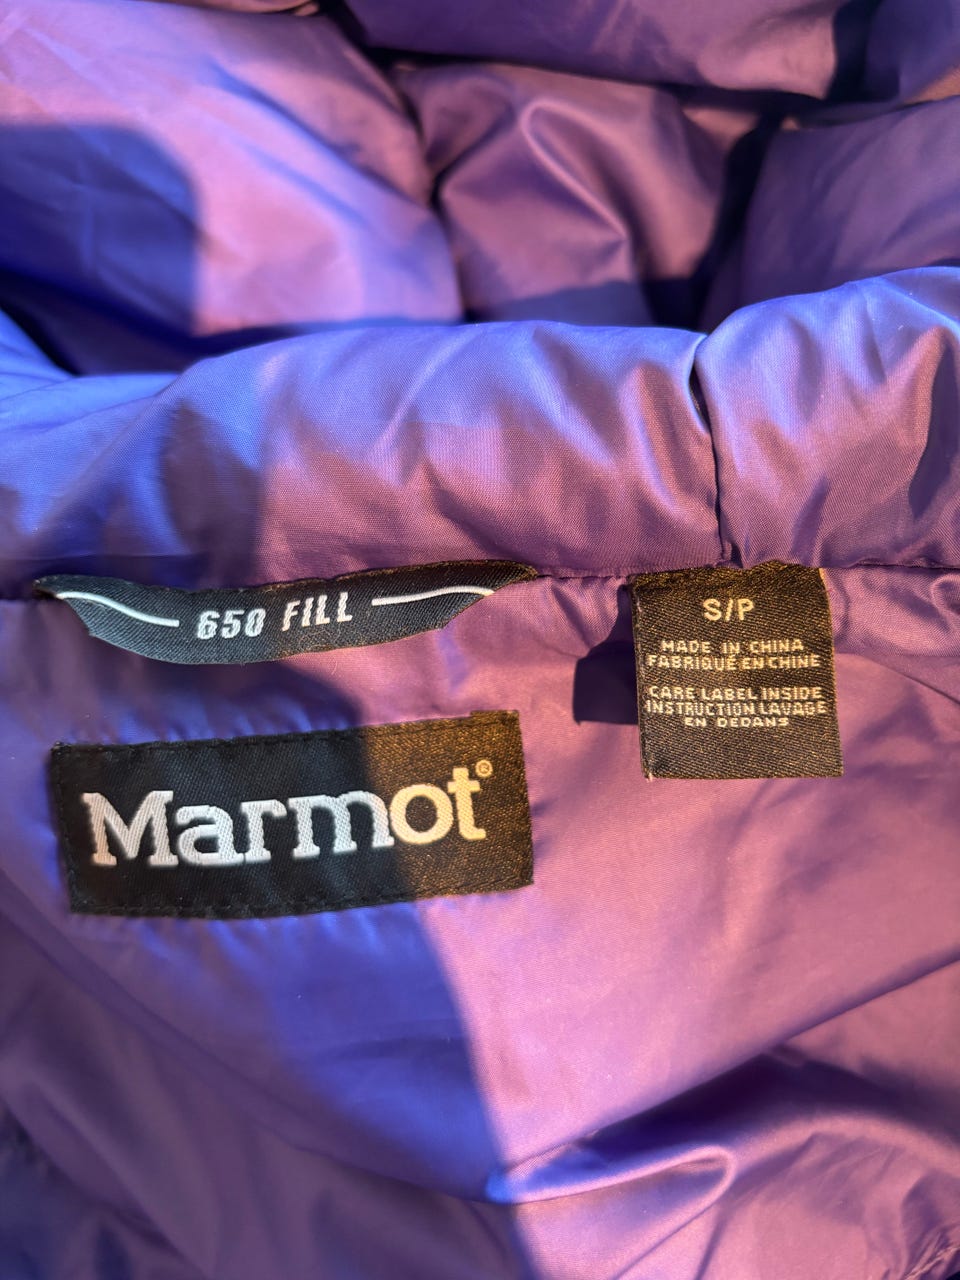 650 FILL
S/P
MADE IN CHINA
FABRIQUÉ EN CHINE
CARE LABEL INSIDE
INSTRUCTION LAVAGE
EN DEDANS
Marmot®